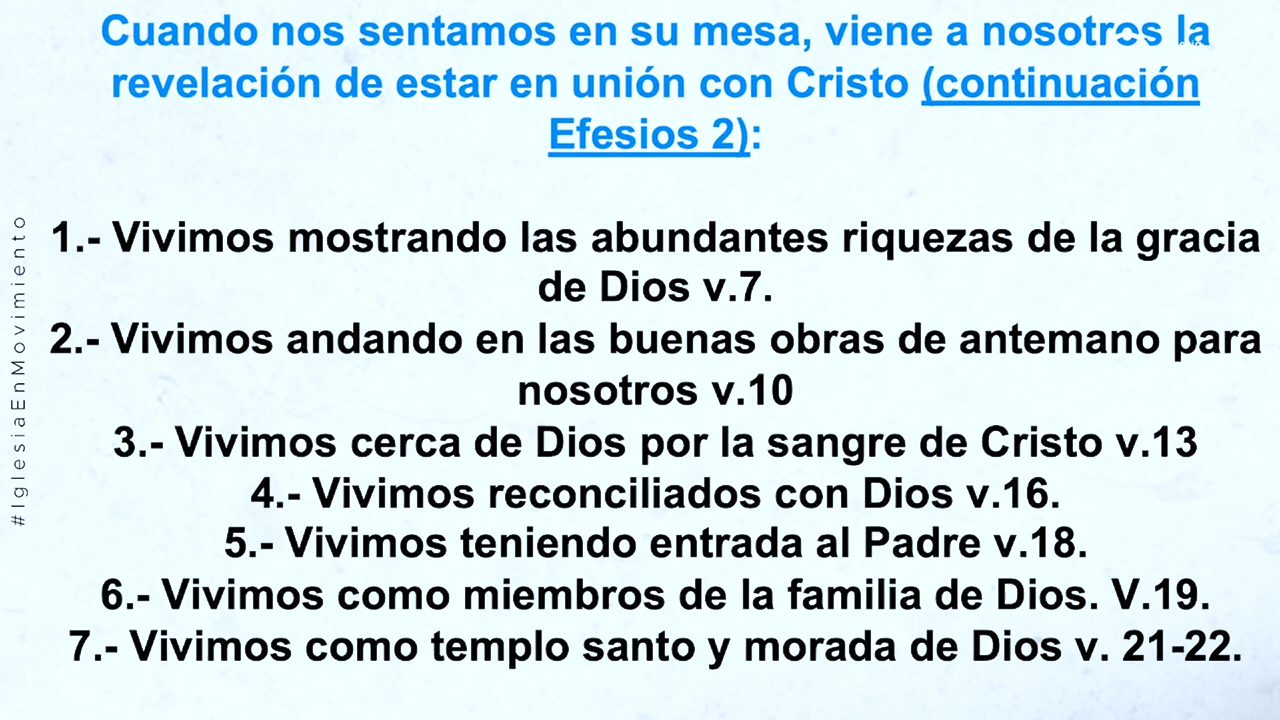 Cuando nos sentamos en su mesa, viene a nosotros la
revelación de estar en unión con Cristo (continuación
Efesios 2):
1.- Vivimos mostrando las abundantes riquezas de la gracia
de Dios v.7.
2.- Vivimos andando en las buenas obras de antemano para
nosotros v.10
3.- Vivimos cerca de Dios por la sangre de Cristo v.13
4.- Vivimos reconciliados con Dios v.16.
5.- Vivimos teniendo entrada al Padre v.18.
6.- Vivimos como miembros de la familia de Dios. V.19.
7.- Vivimos como templo santo y morada de Dios v. 21-22.
#IglesiaEnMovimiento